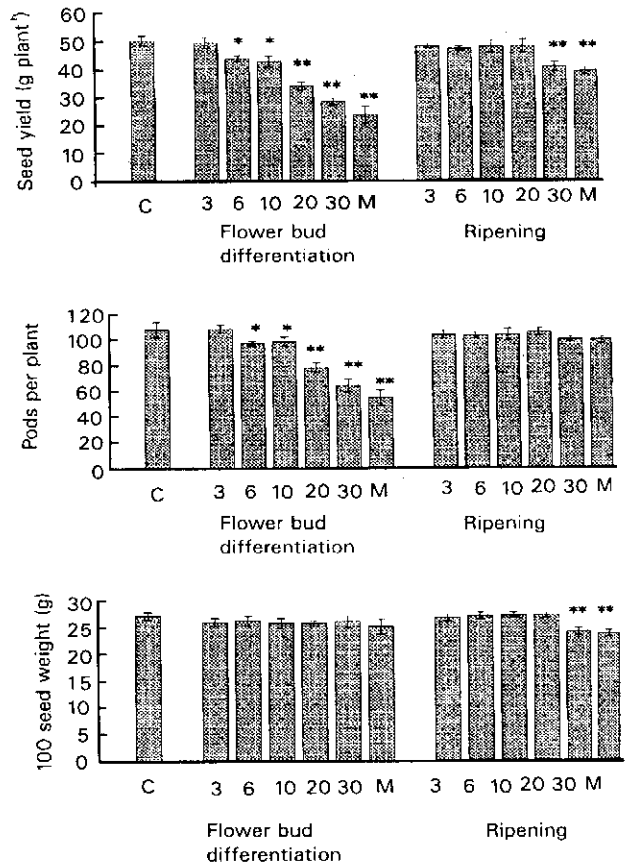 Seed yield (g plant⁻¹)
60
50
40
30
20
10
0
* * ** ** ** ** **
C 3 6 10 20 30 M 3 6 10 20 30 M
Flower bud differentiation
Ripening
Pods per plant
120
100
80
60
40
20
0
* * ** ** **
C 3 6 10 20 30 M 3 6 10 20 30 M
Flower bud differentiation
Ripening
100 seed weight (g)
30
25
20
15
10
5
0
** **
C 3 6 10 20 30 M 3 6 10 20 30 M
Flower bud differentiation
Ripening